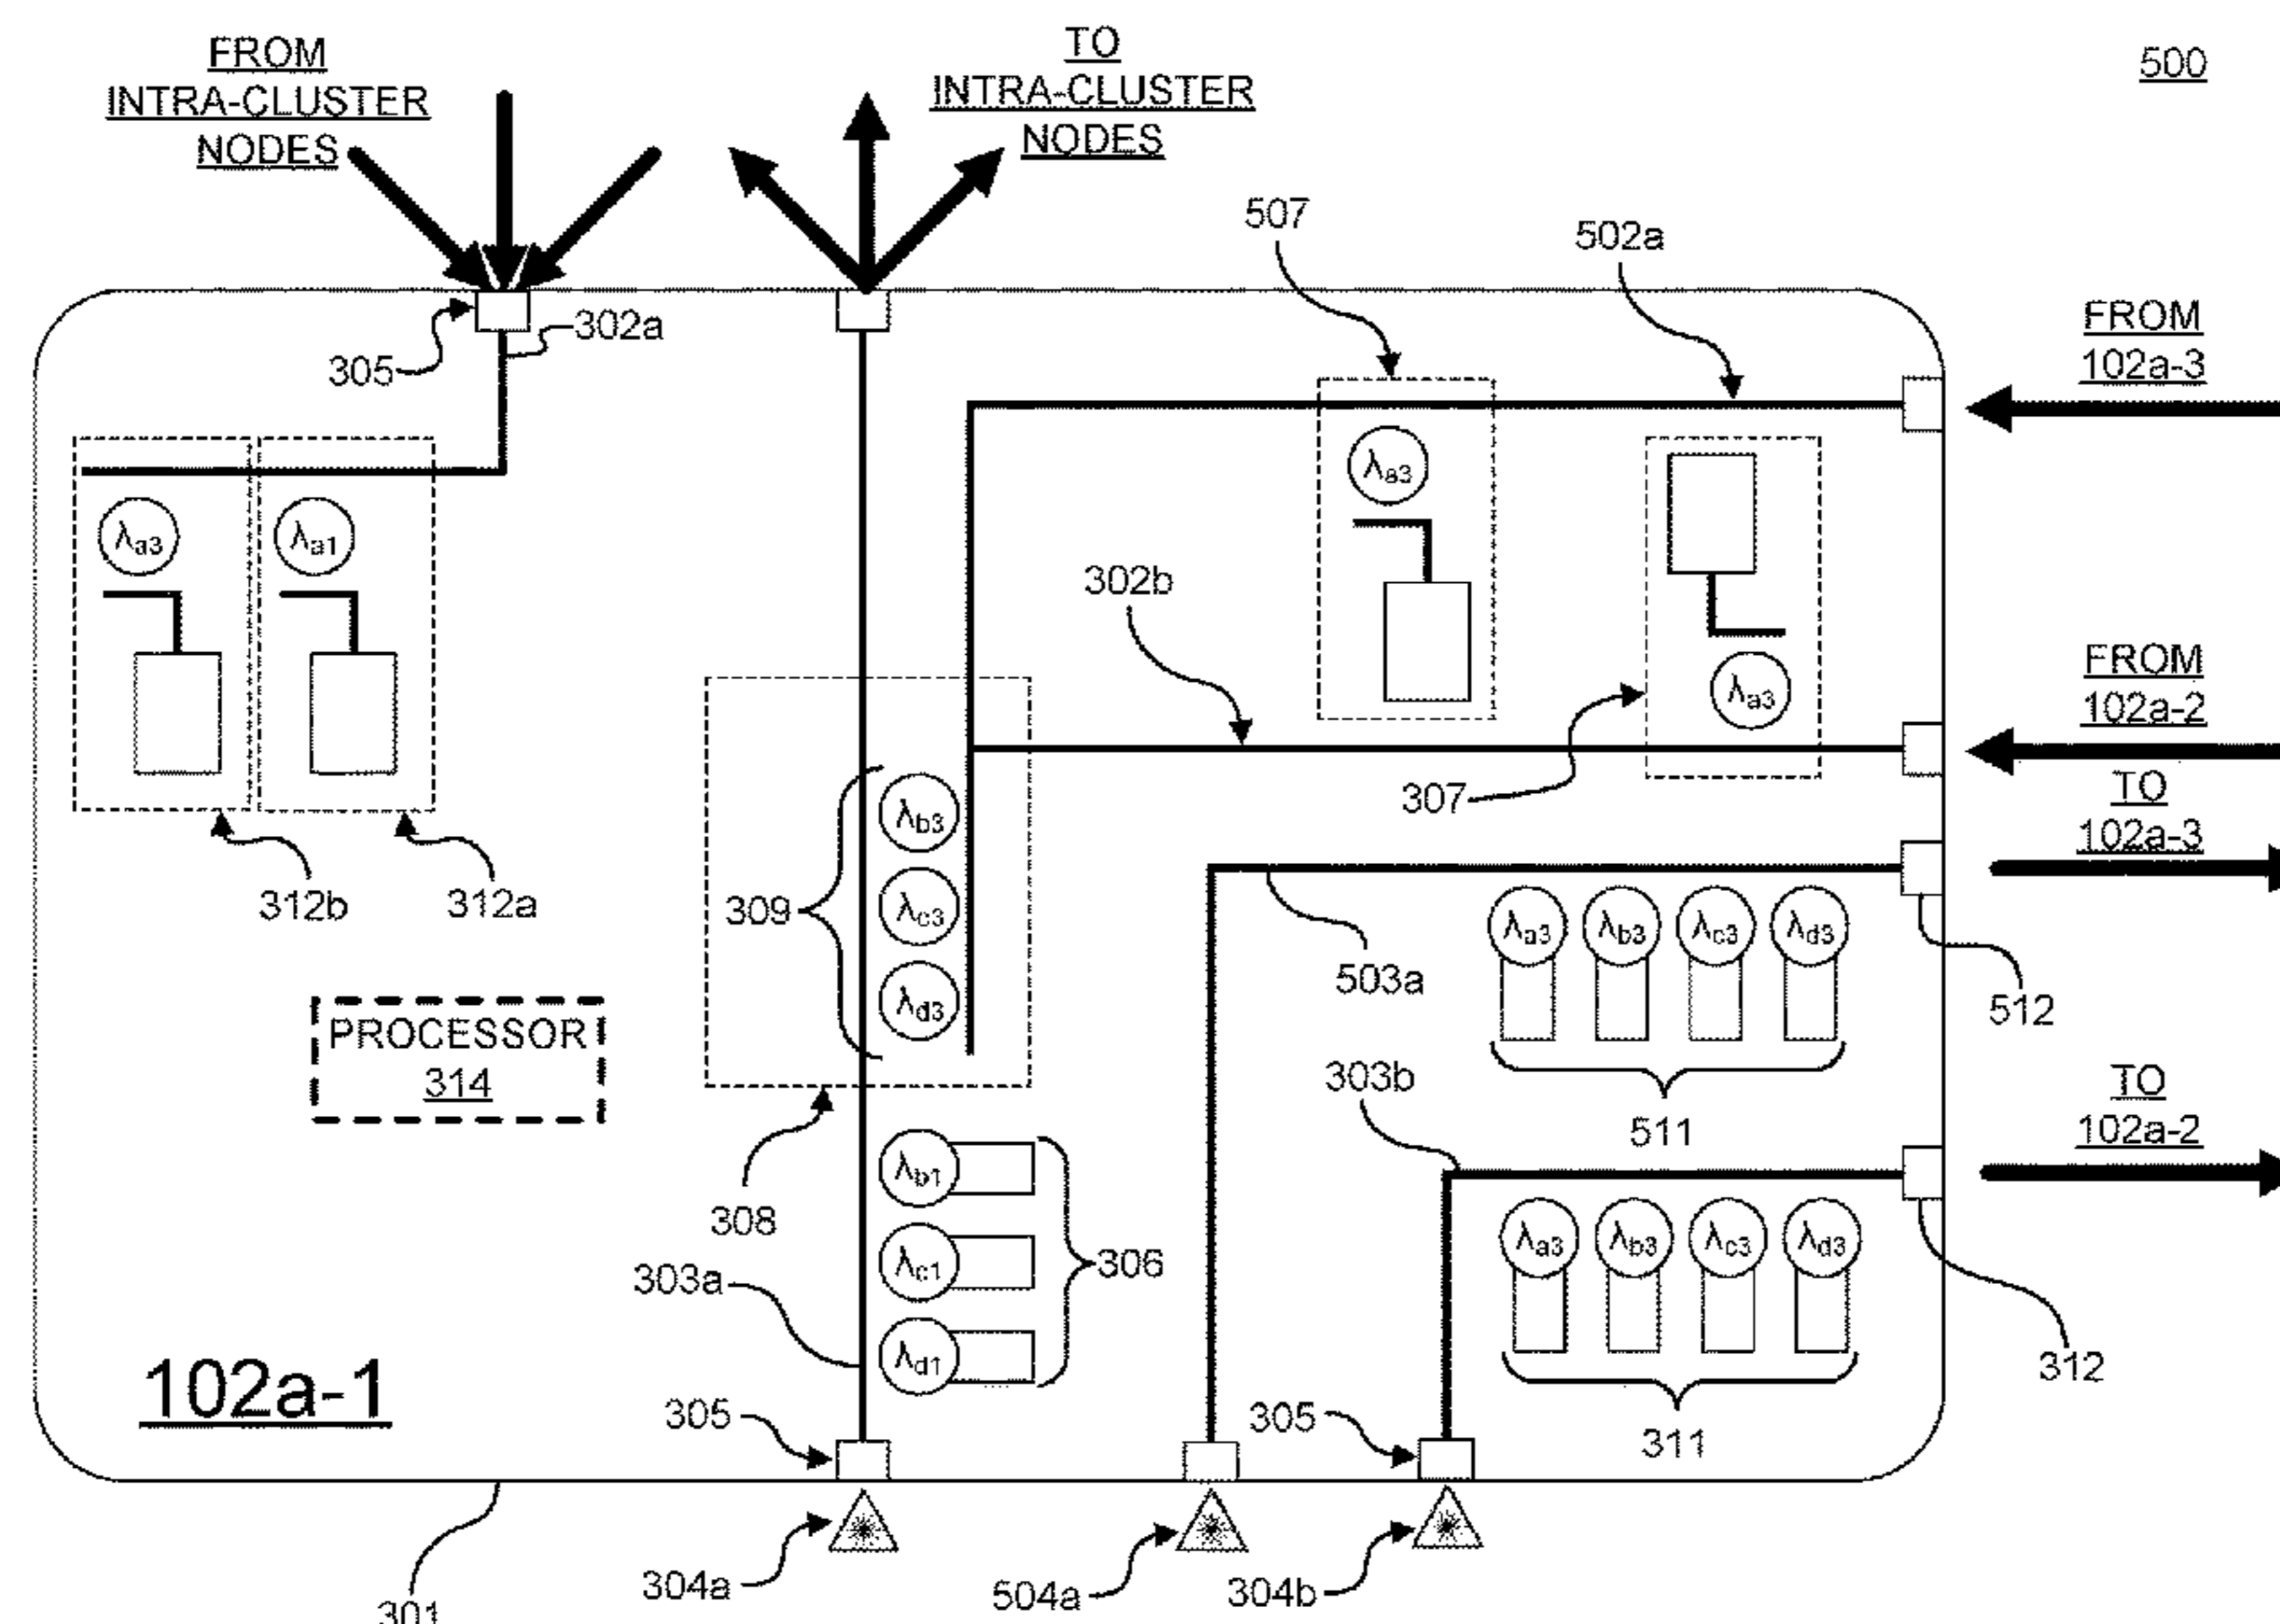 FROM
INTRA-CLUSTER
NODES
TO
INTRA-CLUSTER
NODES
500
507
502a
305
302a
FROM
102a-3
λa3
λa1
λa3
λa3
302b
FROM
102a-2
307
TO
102a-3
312b
312a
309
λb3
λc3
λd3
503a
λa3
λb3
λc3
λd3
512
511
PROCESSOR
314
308
303b
TO
102a-2
λb1
λc1
λd1
306
303a
λa3
λb3
λc3
λd3
312
311
102a-1
305
305
304a
504a
304b
301